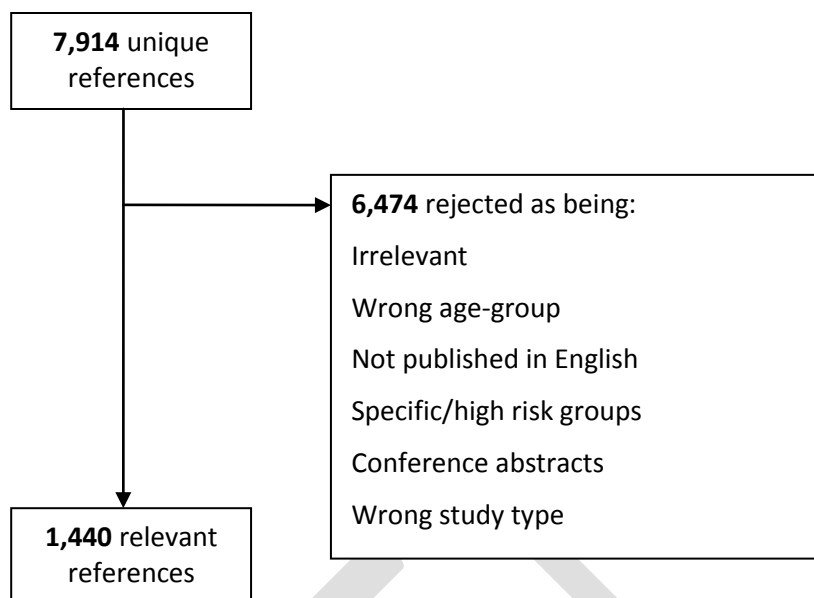 7,914 unique
references
6,474 rejected as being:
Irrelevant
Wrong age-group
Not published in English
Specific/high risk groups
Conference abstracts
Wrong study type
1,440 relevant
references